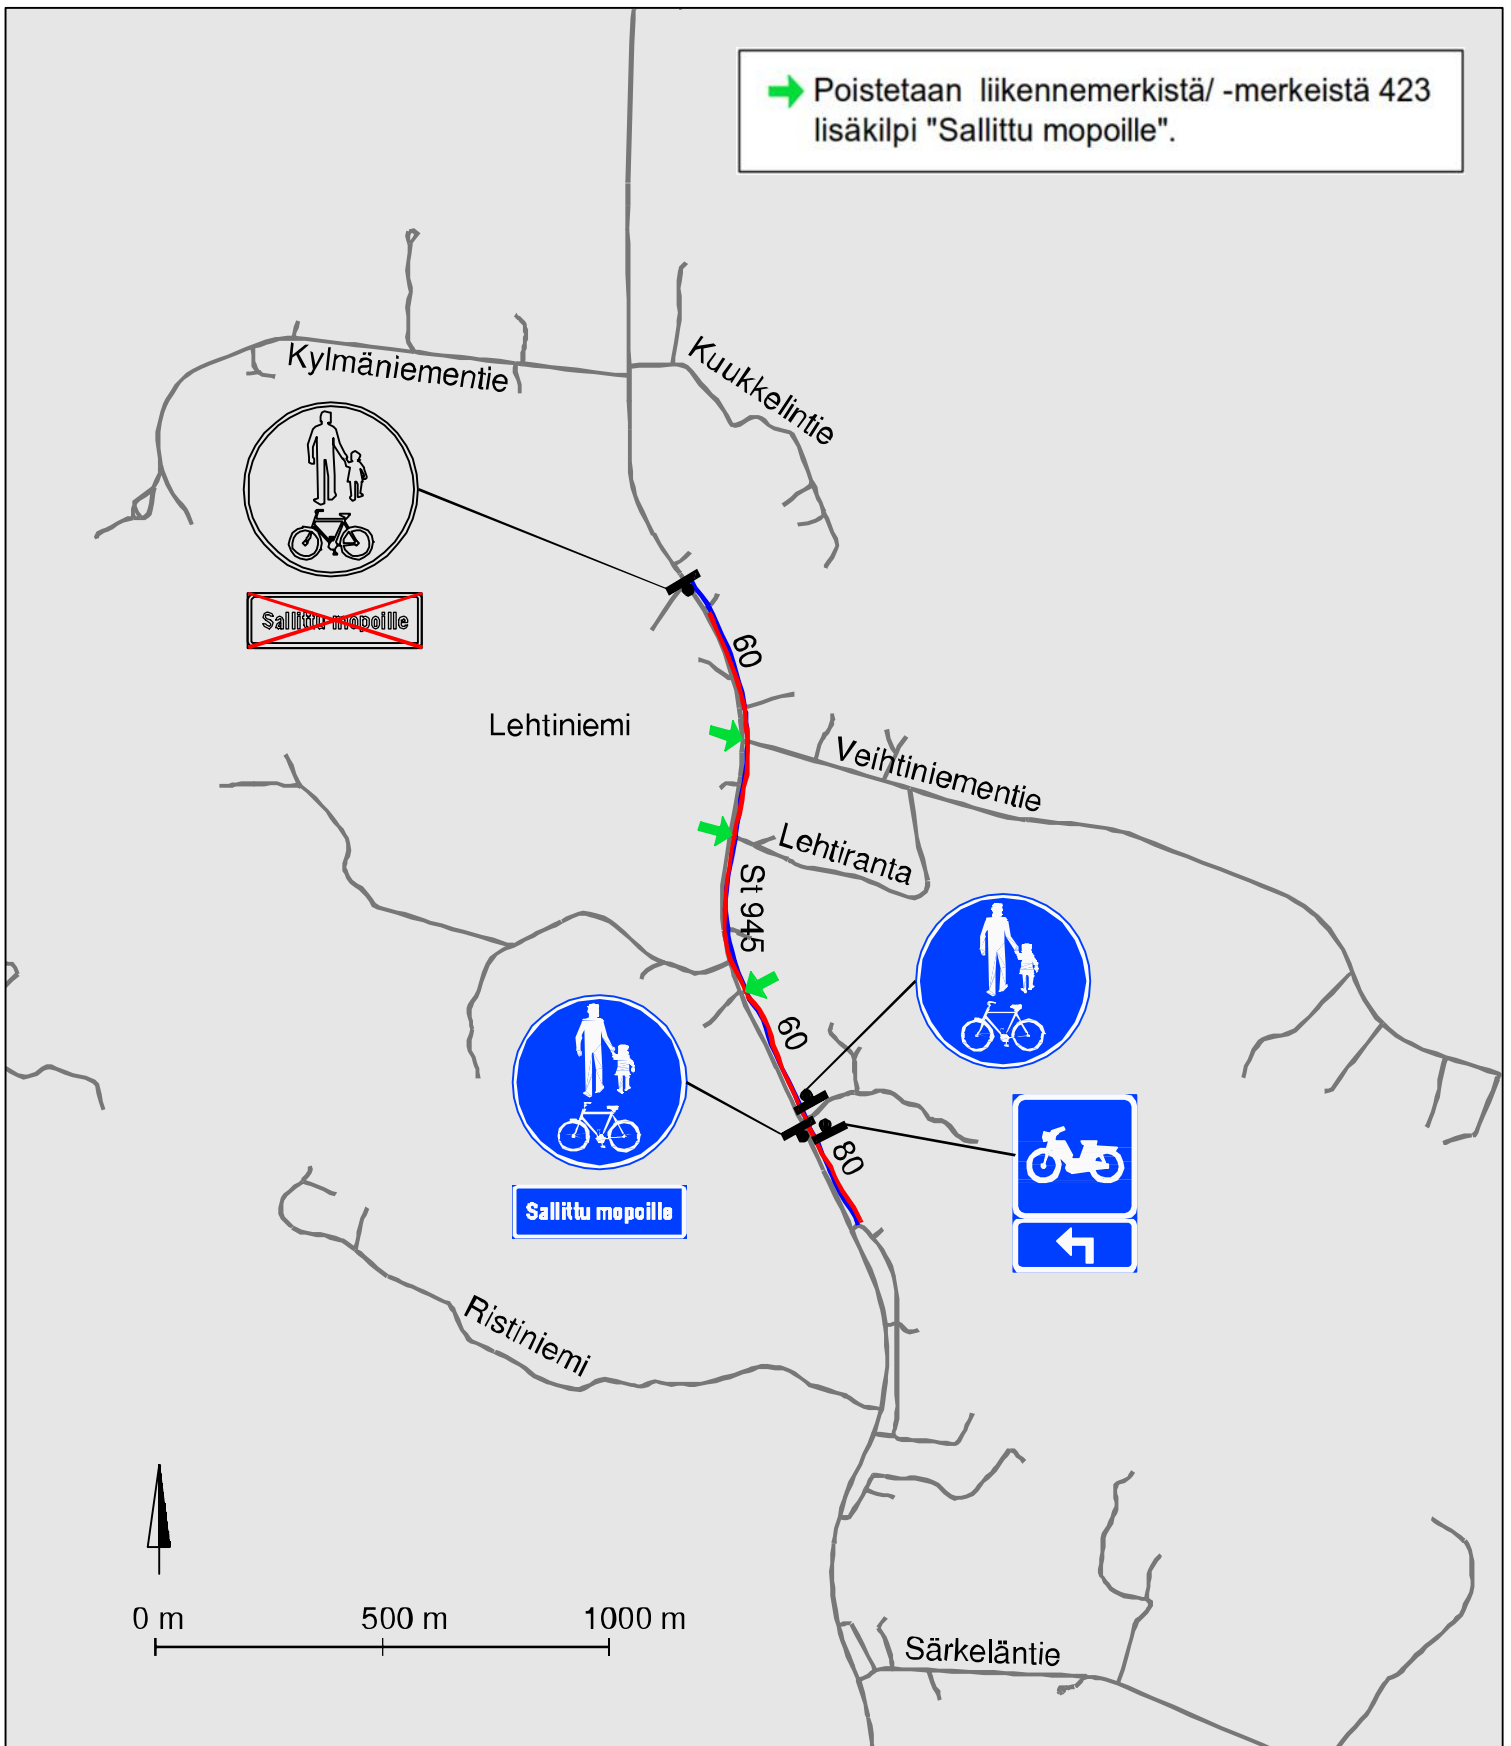 Poistetaan liikennemerkistä/ -merkeistä 423
lisäkilpi "Sallittu mopoille".
Kylmäniementie
Kuukkelintie
Sallittu mopoille
60
Lehtiniemi
Veihtiniementie
Lehtiranta
St 945
60
80
Sallittu mopoille
Ristiniemi
0 m 500 m 1000 m
Särkeläntie